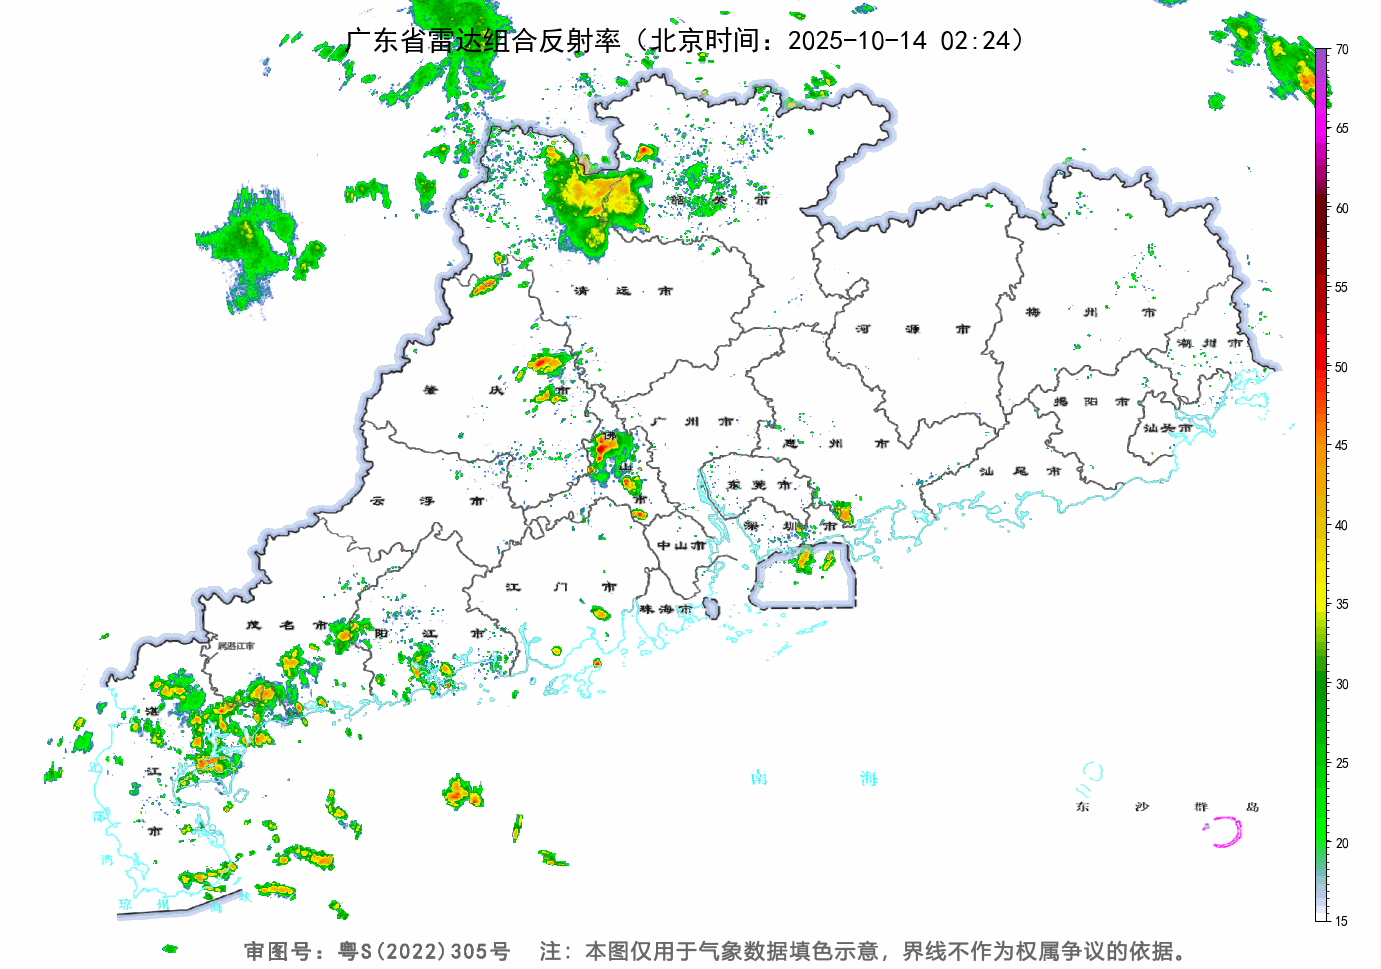 广东省雷达组合反射率（北京时间：2025-10-14 02:24）
70
65
60
55
50
45
40
35
30
25
20
15
韶 关 市
清 远 市
河 源 市
梅 州 市
潮 州 市
肇 庆 市
广 州 市
揭 阳 市
汕头市
佛 山 市
惠 州 市
汕 尾 市
云 浮 市
东 莞 市
深 圳 市
中山市
江 门 市
珠海市
茂 名 市
属湛江市
阳 江 市
湛 江 市
北 部 湾
南 海
东 沙 群 岛
琼 州 海 峡
审图号：粤S(2022)305号 注：本图仅用于气象数据填色示意，界线不作为权属争议的依据。